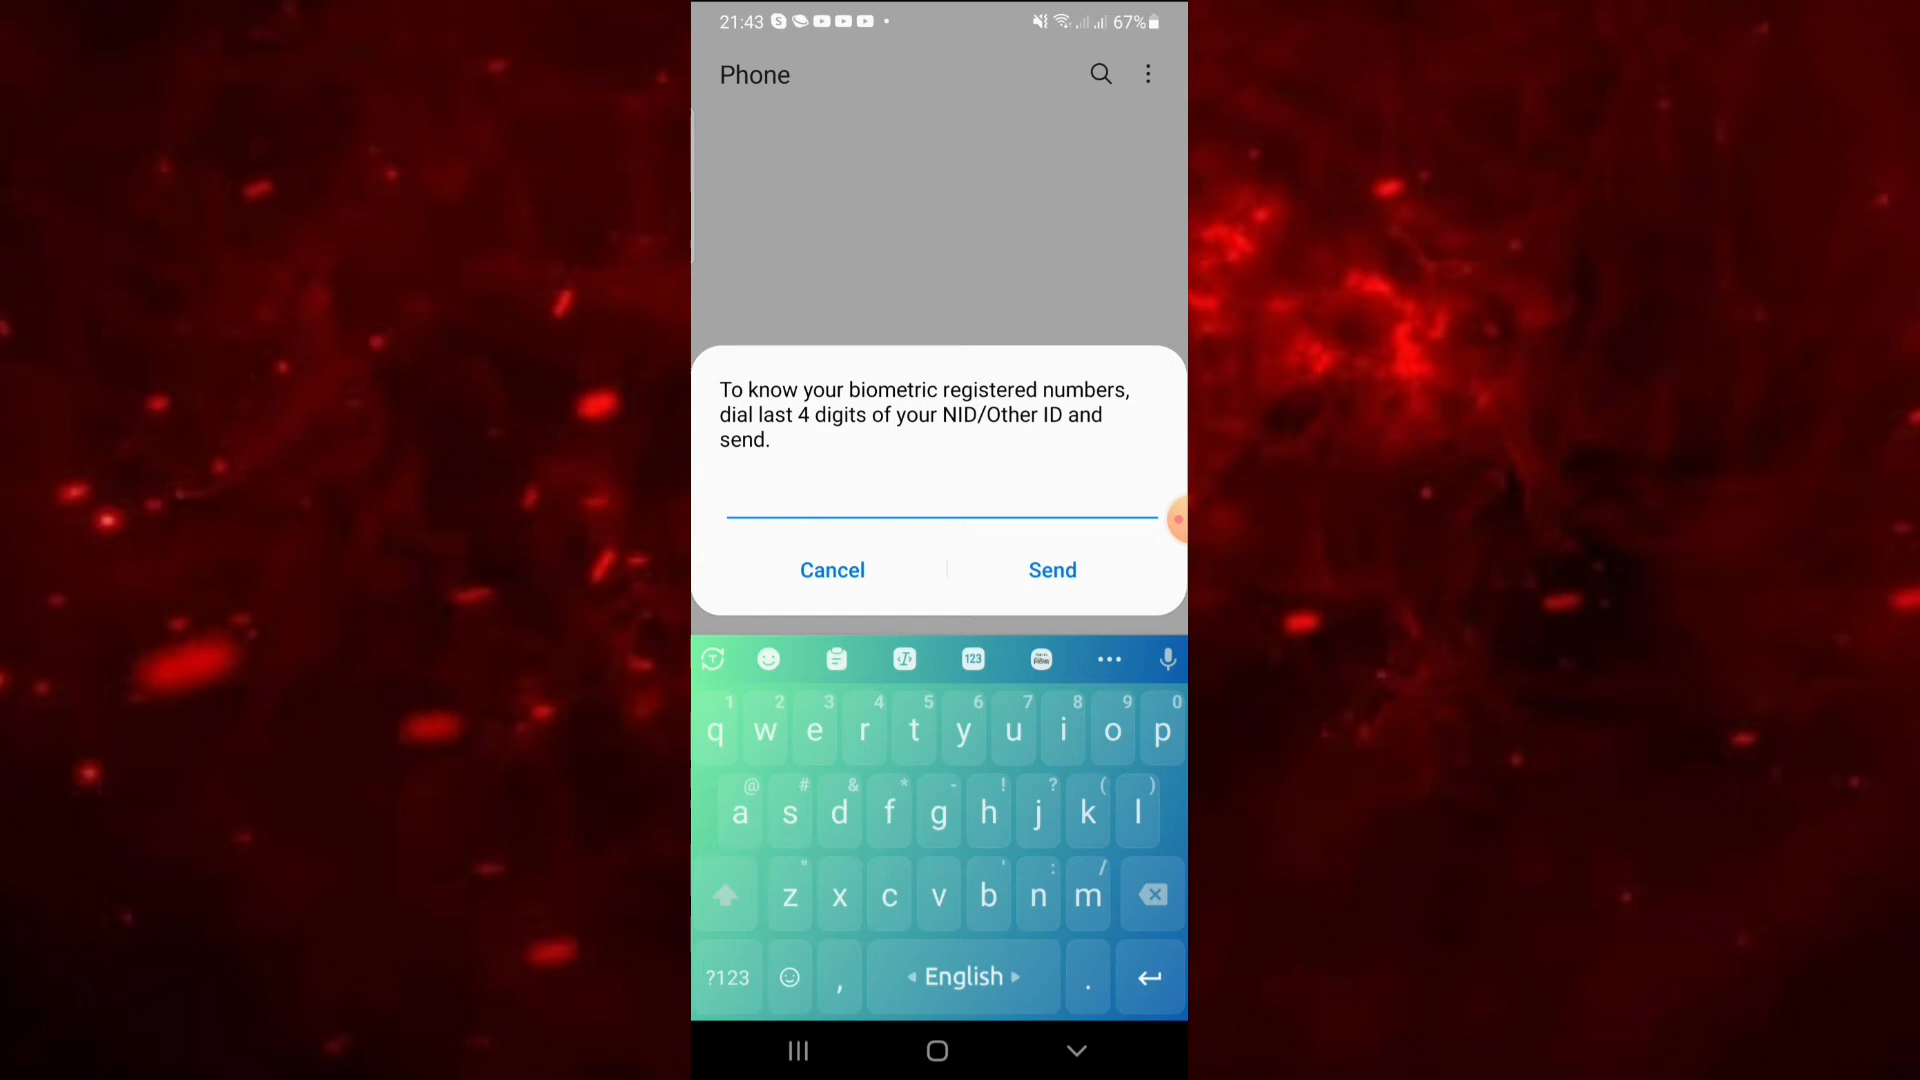 21:43 67%
Phone
To know your biometric registered numbers,
dial last 4 digits of your NID/Other ID and
send.
Cancel Send
123
1 2 3 4 5 6 7 8 9 0
q w e r t y u i o p
@ # & * - ! ? ( )
a s d f g h j k l
" ' : /
z x c v b n m
?123 , English .